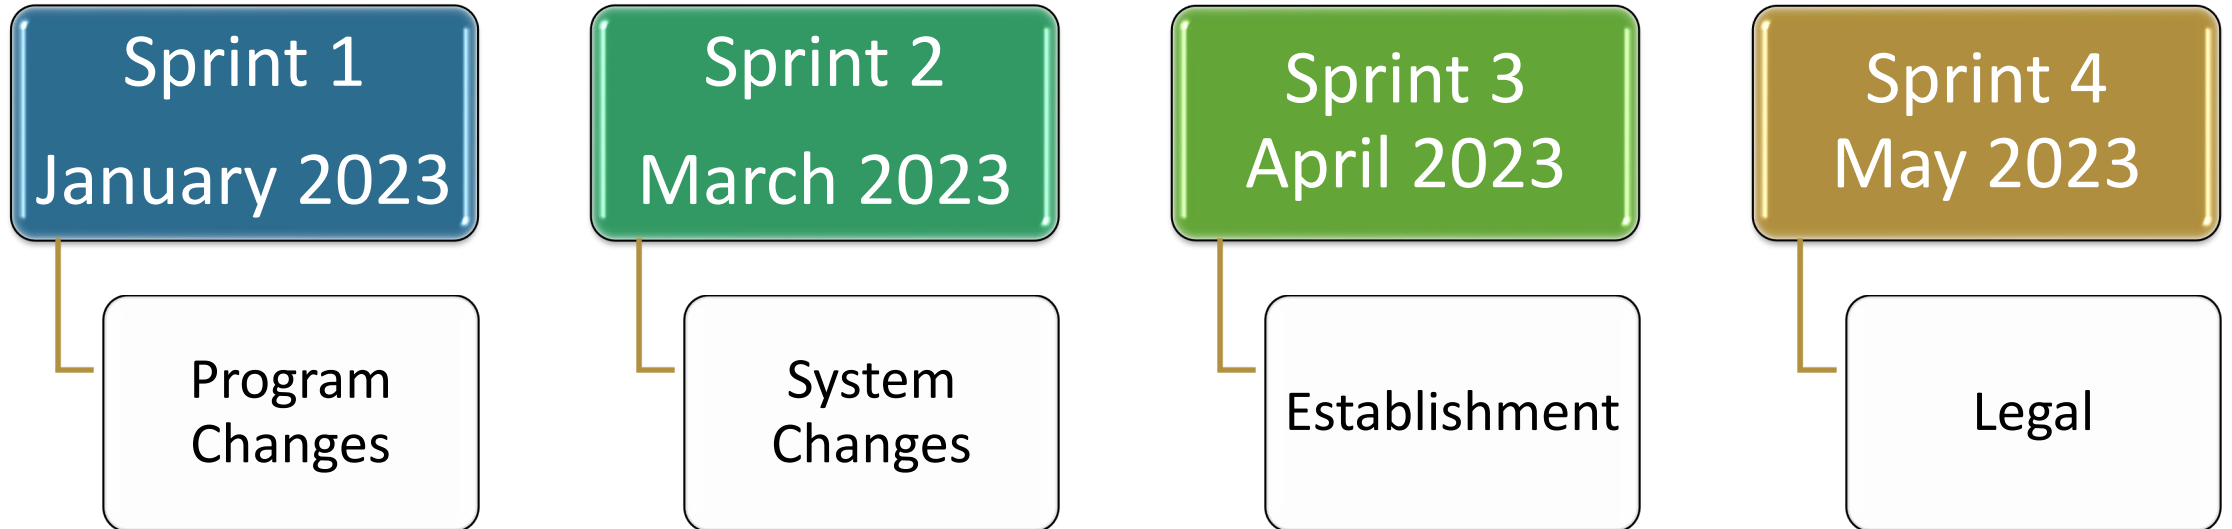 Sprint 1
January 2023
Program
Changes
Sprint 2
March 2023
System
Changes
Sprint 3
April 2023
Establishment
Sprint 4
May 2023
Legal